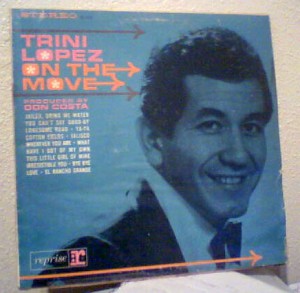 STEREO
TRINI
LOPEZ
ON THE
MOVE
PRODUCED BY
DON COSTA
JAILER, BRING ME WATER
YOU CAN'T SAY GOOD-BY
LONESOME ROAD • YA-YA
COTTON FIELDS • JALISCO
WHEREVER YOU ARE • WHAT
HAVE I GOT OF MY OWN
THIS LITTLE GIRL OF MINE
IRRESISTIBLE YOU • BYE BYE
LOVE • EL RANCHO GRANDE
reprise